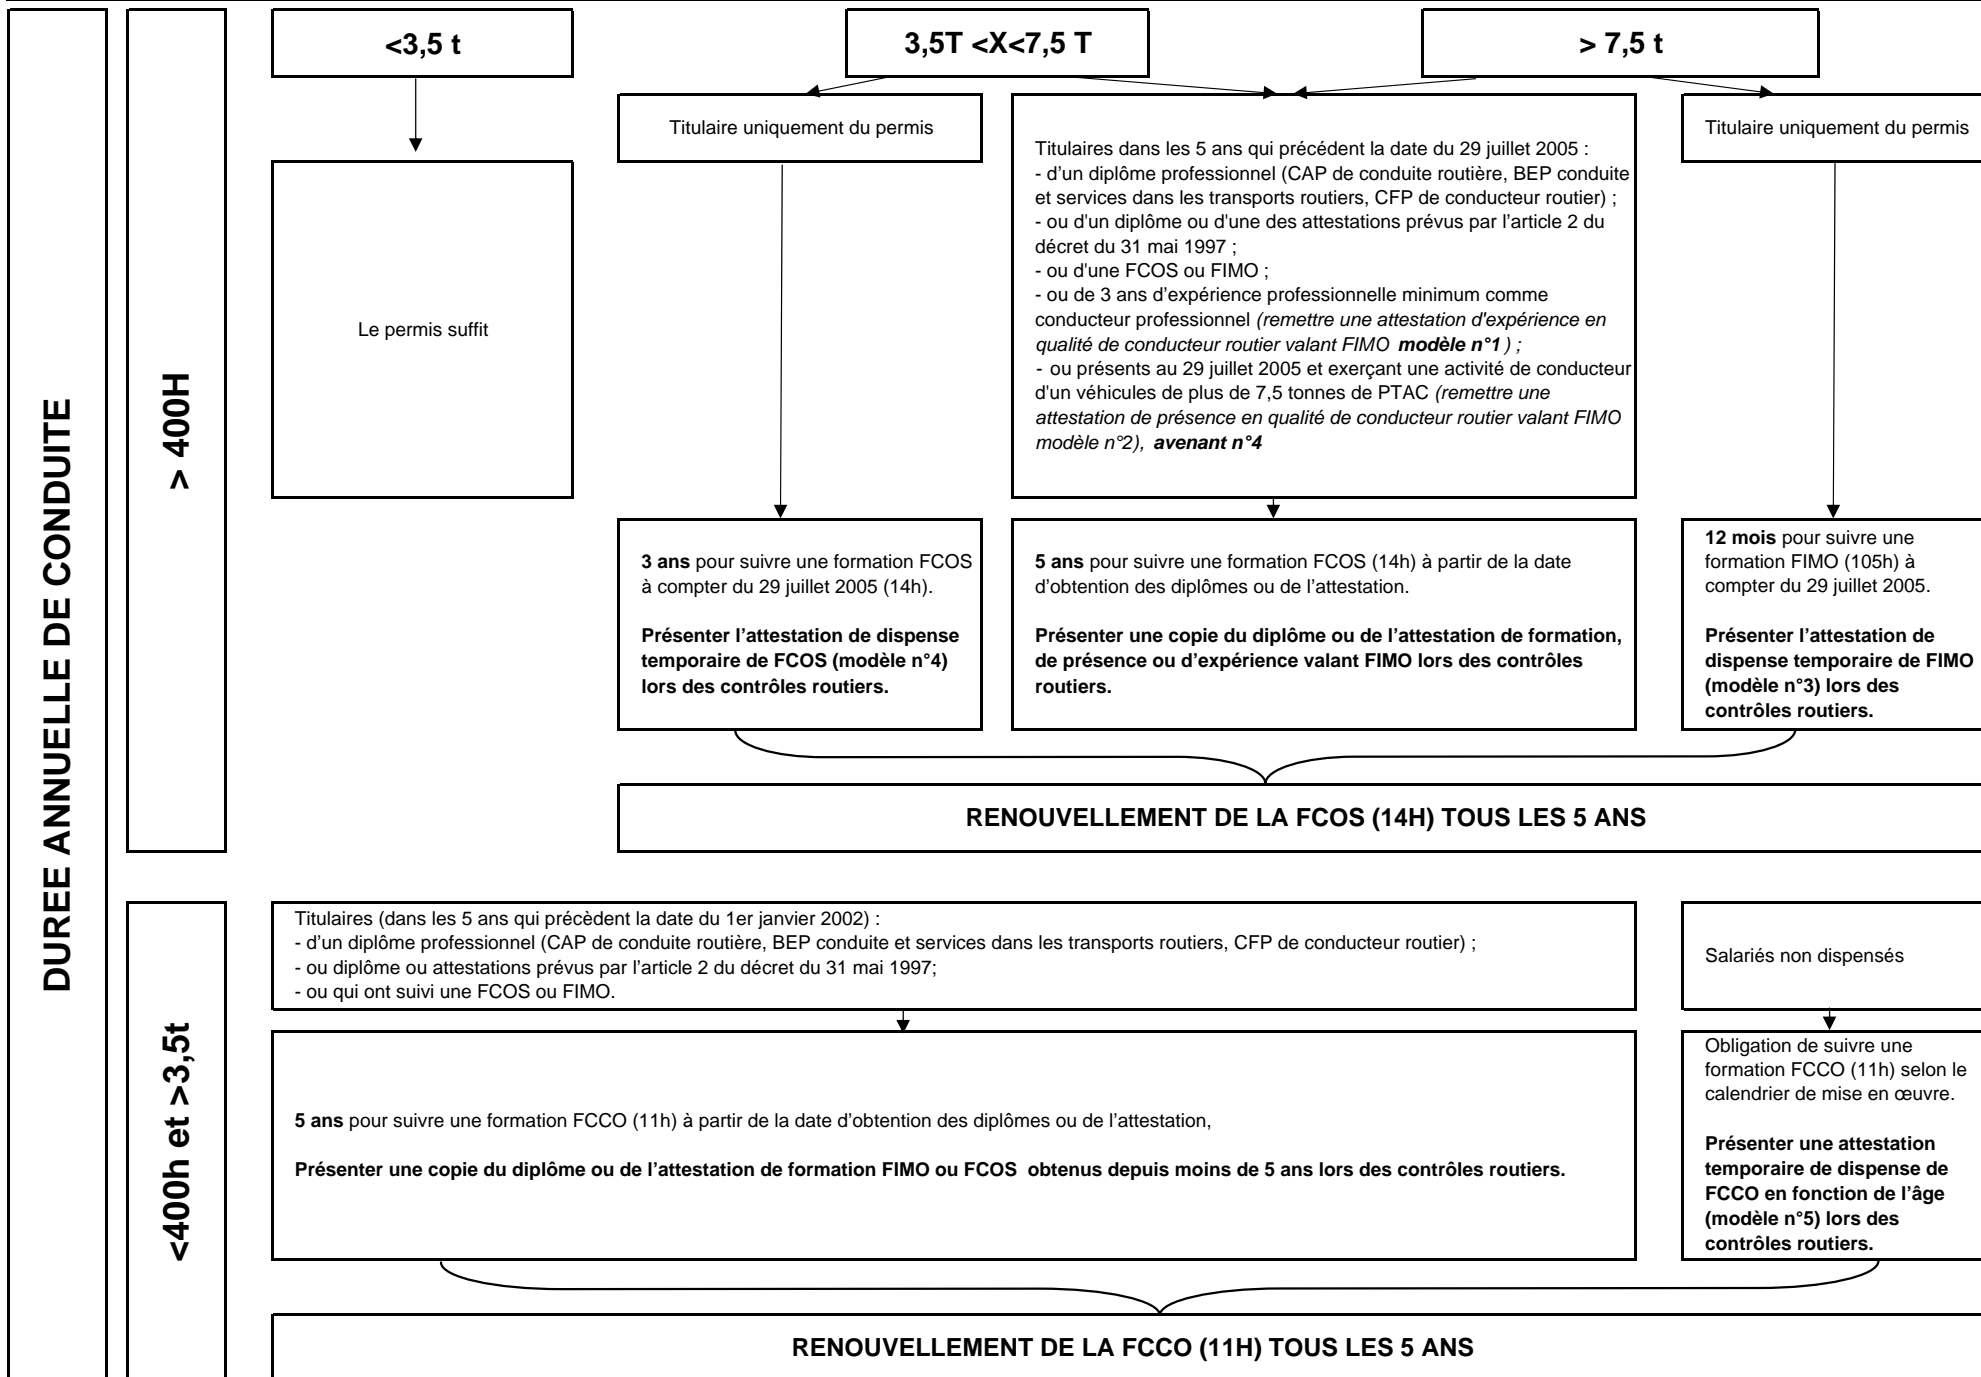 DUREE ANNUELLE DE CONDUITE
> 400H
<3,5 t
3,5T <X<7,5 T
> 7,5 t
Le permis suffit
Titulaire uniquement du permis
Titulaires dans les 5 ans qui précédent la date du 29 juillet 2005 :
- d’un diplôme professionnel (CAP de conduite routière, BEP conduite
et services dans les transports routiers, CFP de conducteur routier) ;
- ou d'un diplôme ou d'une des attestations prévus par l’article 2 du
décret du 31 mai 1997 ;
- ou d'une FCOS ou FIMO ;
- ou de 3 ans d’expérience professionnelle minimum comme
conducteur professionnel (remettre une attestation d'expérience en
qualité de conducteur routier valant FIMO modèle n°1 ) ;
- ou présents au 29 juillet 2005 et exerçant une activité de conducteur
d'un véhicules de plus de 7,5 tonnes de PTAC (remettre une
attestation de présence en qualité de conducteur routier valant FIMO
modèle n°2), avenant n°4
Titulaire uniquement du permis
3 ans pour suivre une formation FCOS
à compter du 29 juillet 2005 (14h).
Présenter l’attestation de dispense
temporaire de FCOS (modèle n°4)
lors des contrôles routiers.
5 ans pour suivre une formation FCOS (14h) à partir de la date
d’obtention des diplômes ou de l’attestation.
Présenter une copie du diplôme ou de l’attestation de formation,
de présence ou d’expérience valant FIMO lors des contrôles
routiers.
12 mois pour suivre une
formation FIMO (105h) à
compter du 29 juillet 2005.
Présenter l’attestation de
dispense temporaire de FIMO
(modèle n°3) lors des
contrôles routiers.
RENOUVELLEMENT DE LA FCOS (14H) TOUS LES 5 ANS
<400h et >3,5t
Titulaires (dans les 5 ans qui précèdent la date du 1er janvier 2002) :
- d’un diplôme professionnel (CAP de conduite routière, BEP conduite et services dans les transports routiers, CFP de conducteur routier) ;
- ou diplôme ou attestations prévus par l’article 2 du décret du 31 mai 1997;
- ou qui ont suivi une FCOS ou FIMO.
Salariés non dispensés
5 ans pour suivre une formation FCCO (11h) à partir de la date d’obtention des diplômes ou de l’attestation,
Présenter une copie du diplôme ou de l’attestation de formation FIMO ou FCOS obtenus depuis moins de 5 ans lors des contrôles routiers.
Obligation de suivre une
formation FCCO (11h) selon le
calendrier de mise en œuvre.
Présenter une attestation
temporaire de dispense de
FCCO en fonction de l’âge
(modèle n°5) lors des
contrôles routiers.
RENOUVELLEMENT DE LA FCCO (11H) TOUS LES 5 ANS